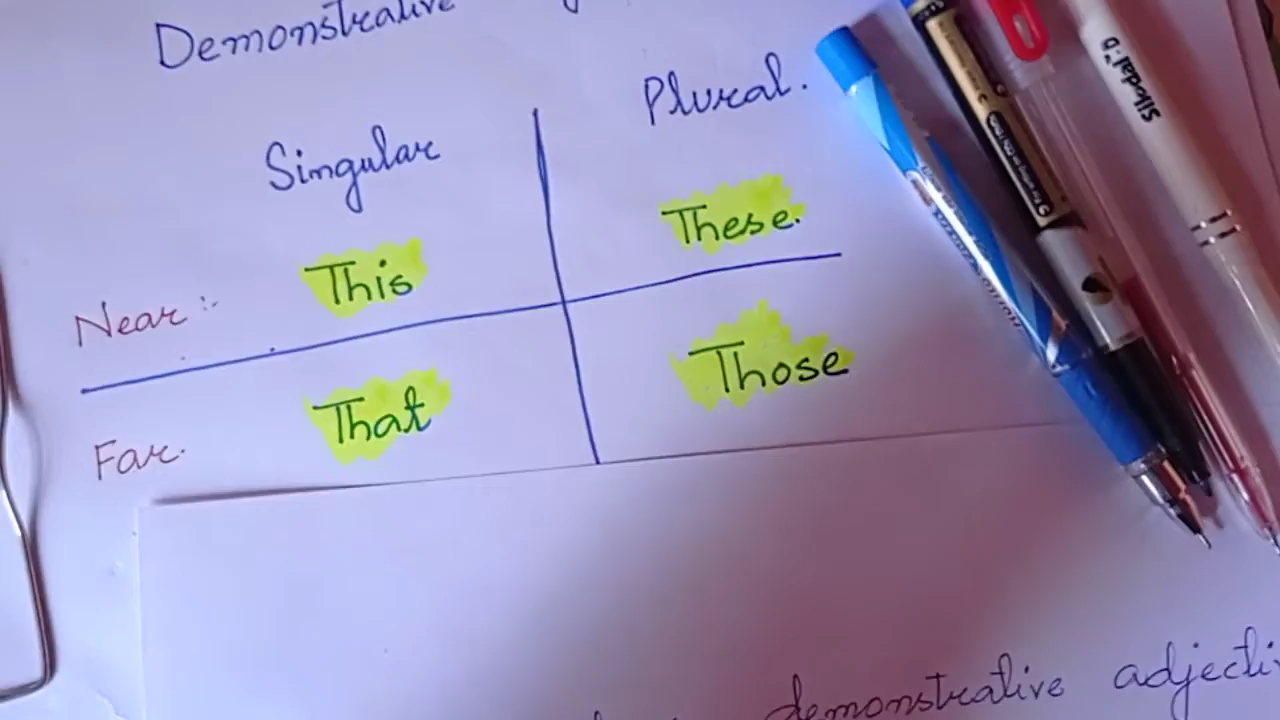 Demonstrative
Singular
Plural.
Near :-
This
These.
Far.
That
Those
demonstrative